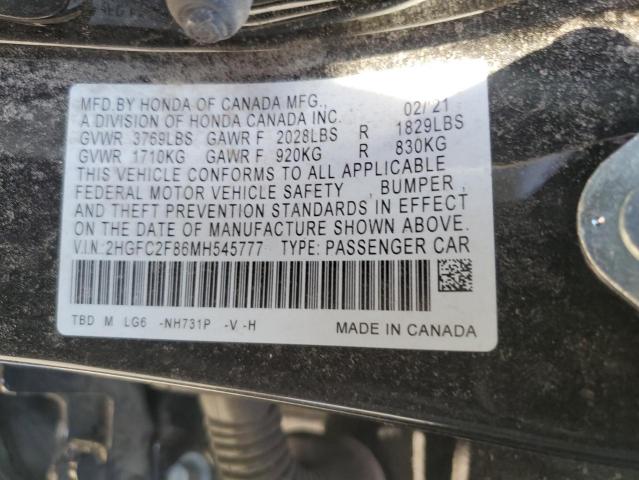 MFD.BY HONDA OF CANADA MFG., 02/21
A DIVISION OF HONDA CANADA INC.
GVWR 3769LBS GAWR F 2028LBS R 1829LBS
GVWR 1710KG GAWR F 920KG R 830KG
THIS VEHICLE CONFORMS TO ALL APPLICABLE
FEDERAL MOTOR VEHICLE SAFETY , BUMPER ,
AND THEFT PREVENTION STANDARDS IN EFFECT
ON THE DATE OF MANUFACTURE SHOWN ABOVE.
V.I.N: 2HGFC2F86MH545777 TYPE: PASSENGER CAR
TBD M LG6 -NH731P -V -H MADE IN CANADA